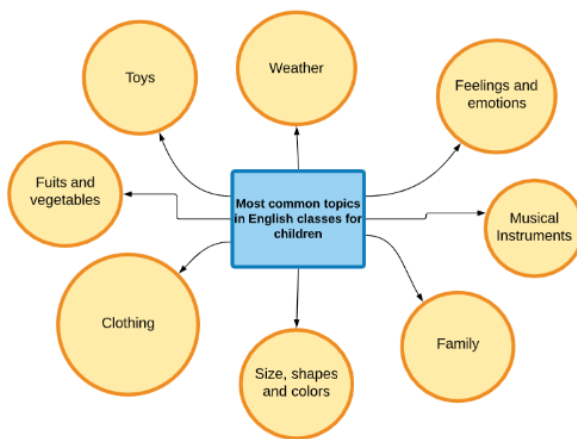 Toys
Weather
Feelings and
emotions
Fuits and
vegetables
Most common topics
in English classes for
children
Musical
Instruments
Clothing
Size, shapes
and colors
Family